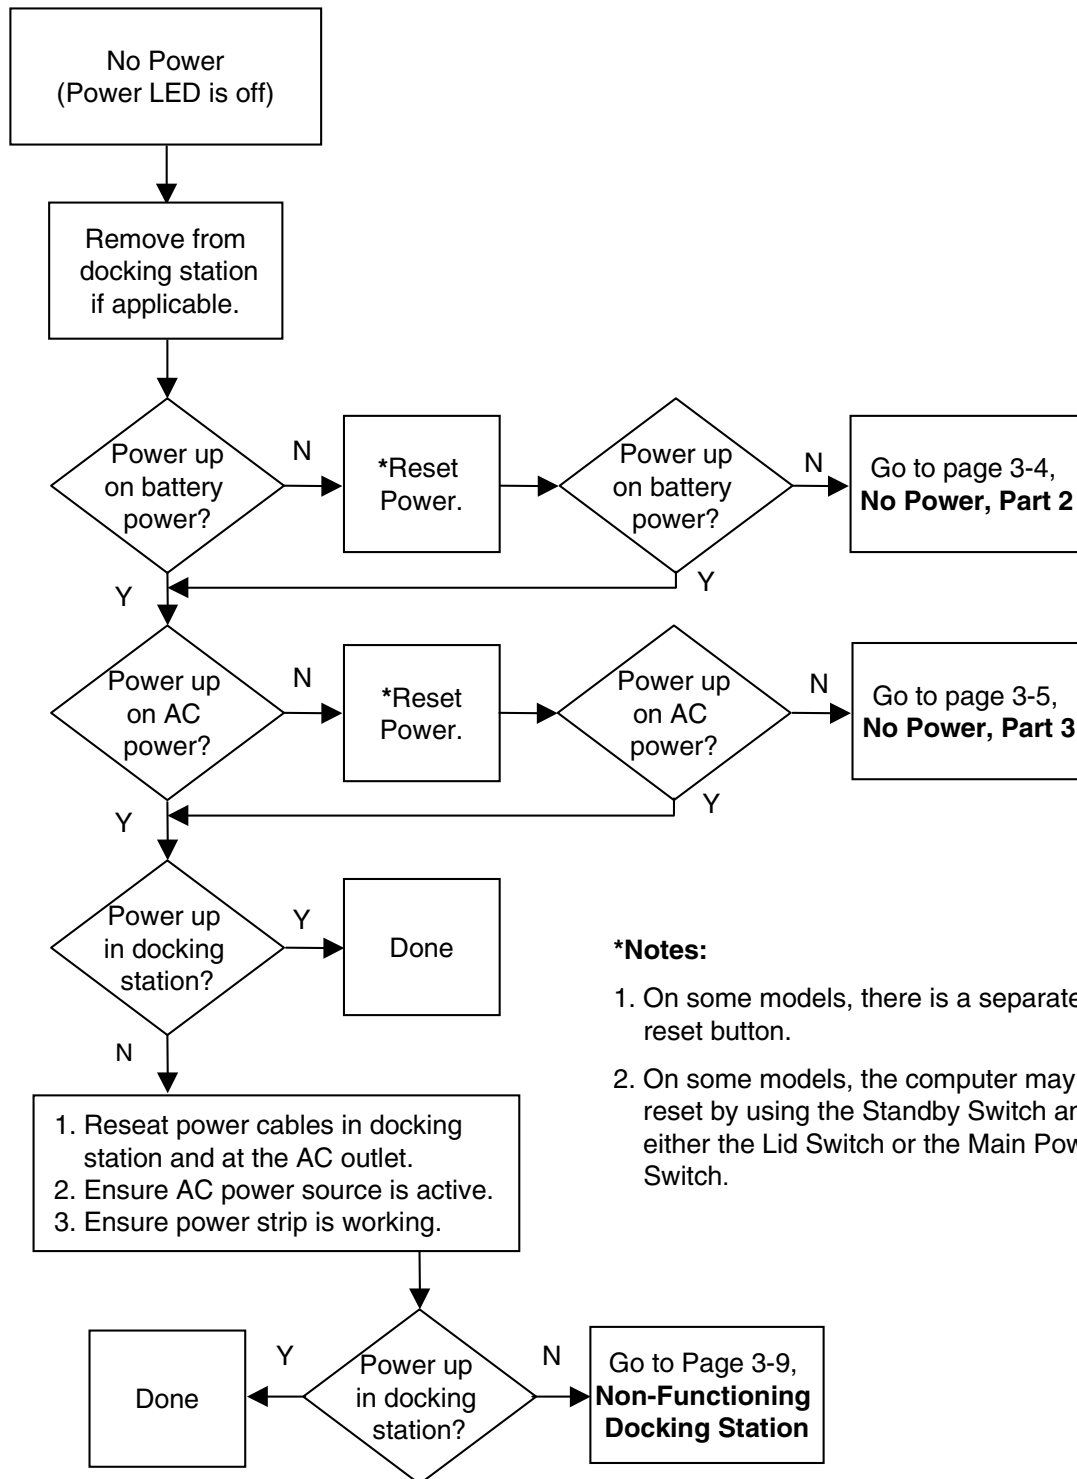 No Power
(Power LED is off)
Remove from
docking station
if applicable.
Power up
on battery
power?
N
*Reset
Power.
Power up
on battery
power?
N
Go to page 3-4,
No Power, Part 2
Y
Y
Power up
on AC
power?
N
*Reset
Power.
Power up
on AC
power?
N
Go to page 3-5,
No Power, Part 3
Y
Y
Power up
in docking
station?
Y
Done
N
*Notes:
1. On some models, there is a separate
reset button.
2. On some models, the computer may
reset by using the Standby Switch
either the Lid Switch or the Main
Switch.
1. Reseat power cables in docking
station and at the AC outlet.
2. Ensure AC power source is active.
3. Ensure power strip is working.
Power up
in docking
station?
Y
Done
N
Go to Page 3-9,
Non-Functioning
Docking Station